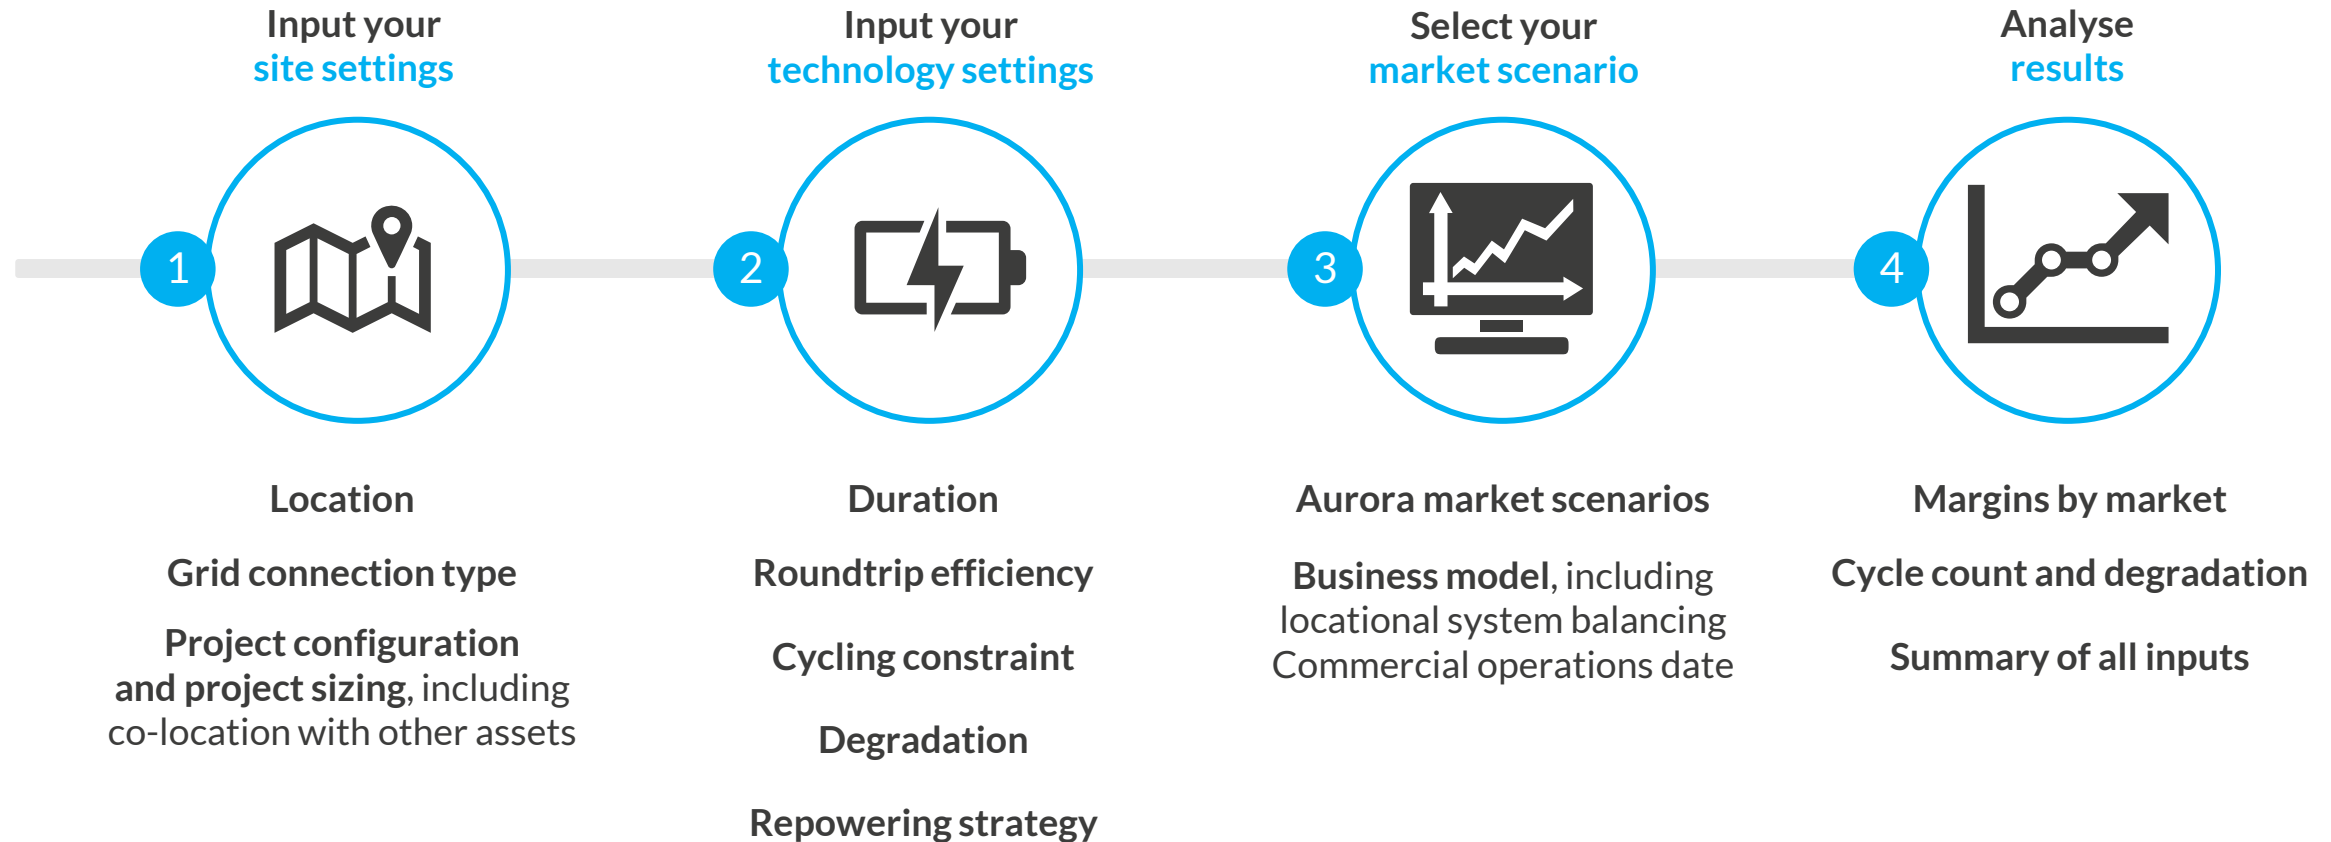 Input your
site settings
1
Location
Grid connection type
Project configuration
and project sizing, including
co-location with other assets
Input your
technology settings
2
Duration
Roundtrip efficiency
Cycling constraint
Degradation
Repowering strategy
Select your
market scenario
3
Aurora market scenarios
Business model, including
locational system balancing
Commercial operations date
Analyse
results
4
Margins by market
Cycle count and degradation
Summary of all inputs